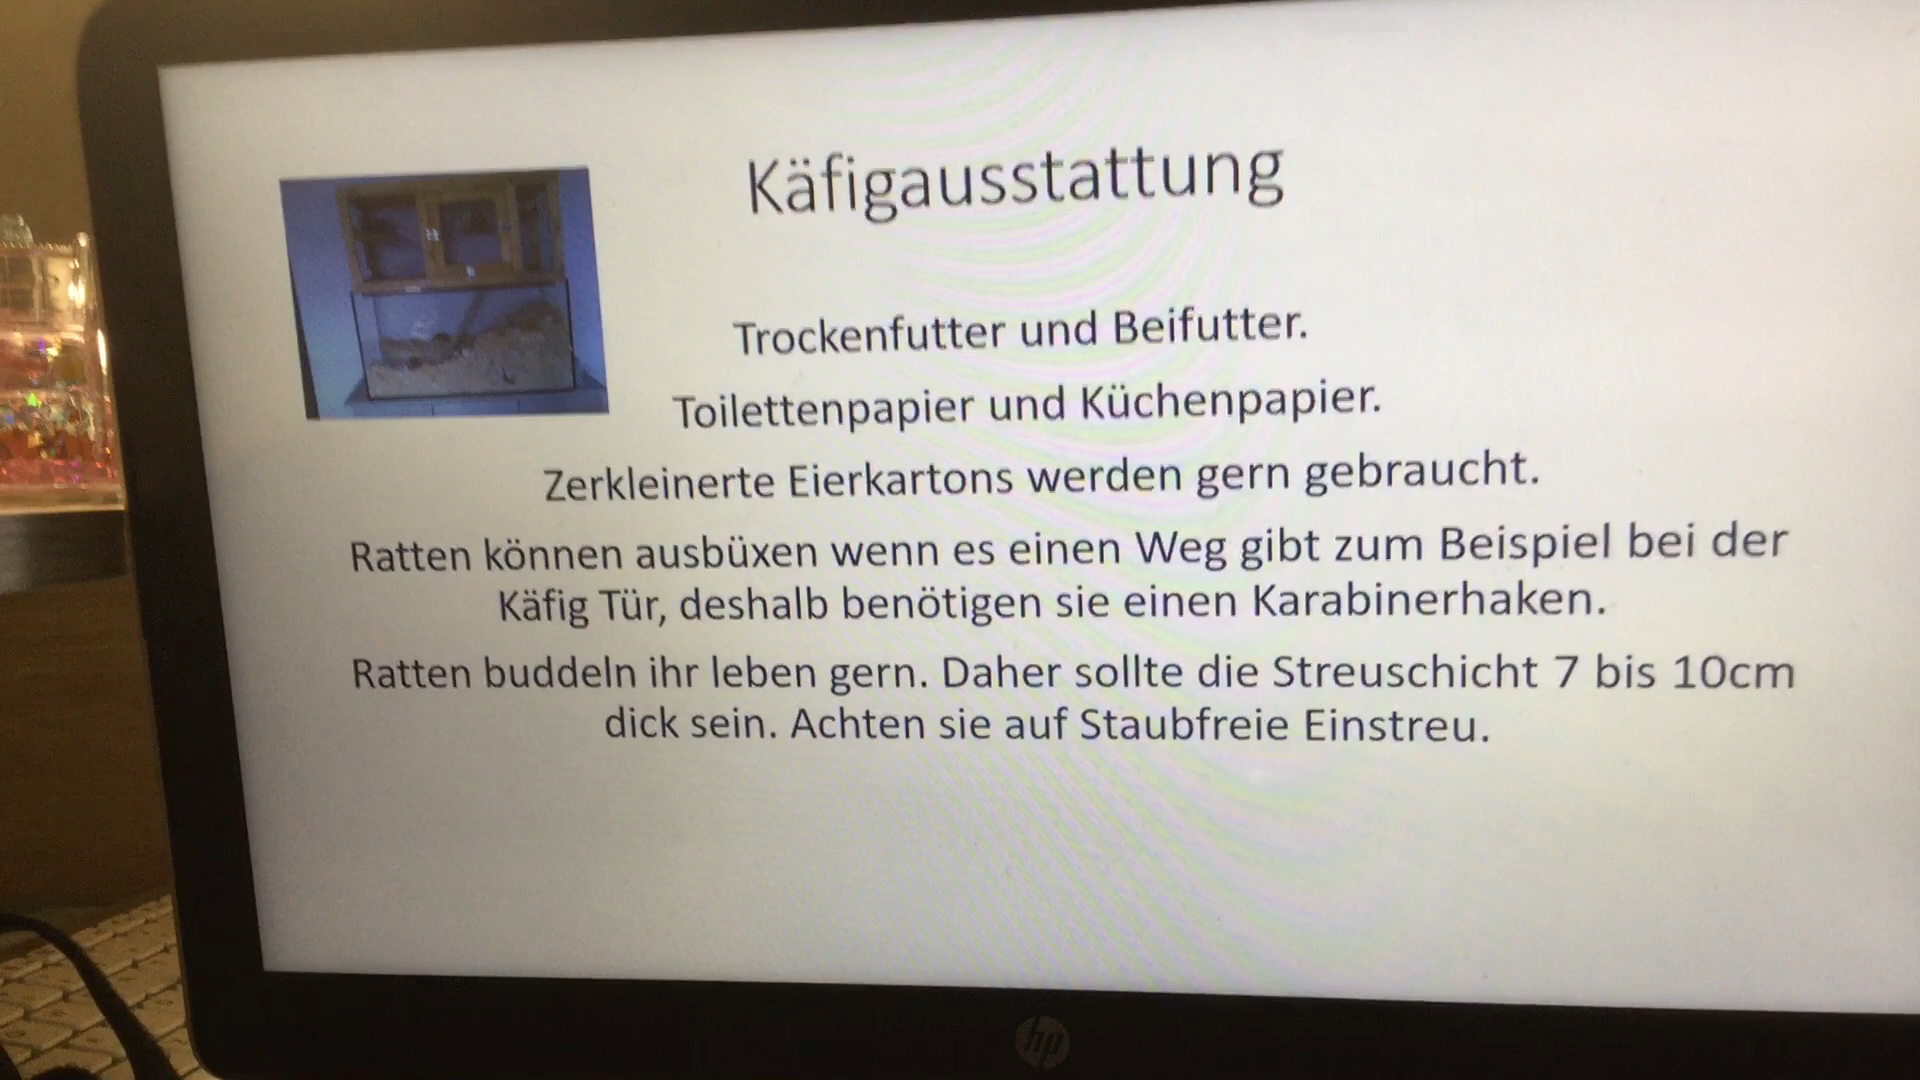 Käfigausstattung
Trockenfutter und Beifutter.
Toilettenpapier und Küchenpapier.
Zerkleinerte Eierkartons werden gern gebraucht.
Ratten können ausbüxen wenn es einen Weg gibt zum Beispiel bei der
Käfig Tür, deshalb benötigen sie einen Karabinerhaken.
Ratten buddeln ihr leben gern. Daher sollte die Streuschicht 7 bis 10cm
dick sein. Achten sie auf Staubfreie Einstreu.
hp